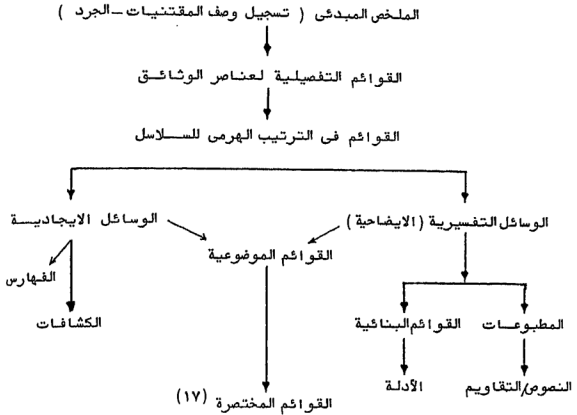 الملخص المبدئى ( تسجيل وصف المقتنيات - الجرد )
القوائم التفصيلية لعناصر الوثائق
القوائم فى الترتيب الهرمى للسلاسل
الوسائل التفسيرية (الايضاحية)
الوسائل الايجادية
القوائم الموضوعية
الفهارس
الكشافات
المطبوعات
القوائم البنائية
النصوص/التقاويم
الأدلة
القوائم المختصرة (١٧)